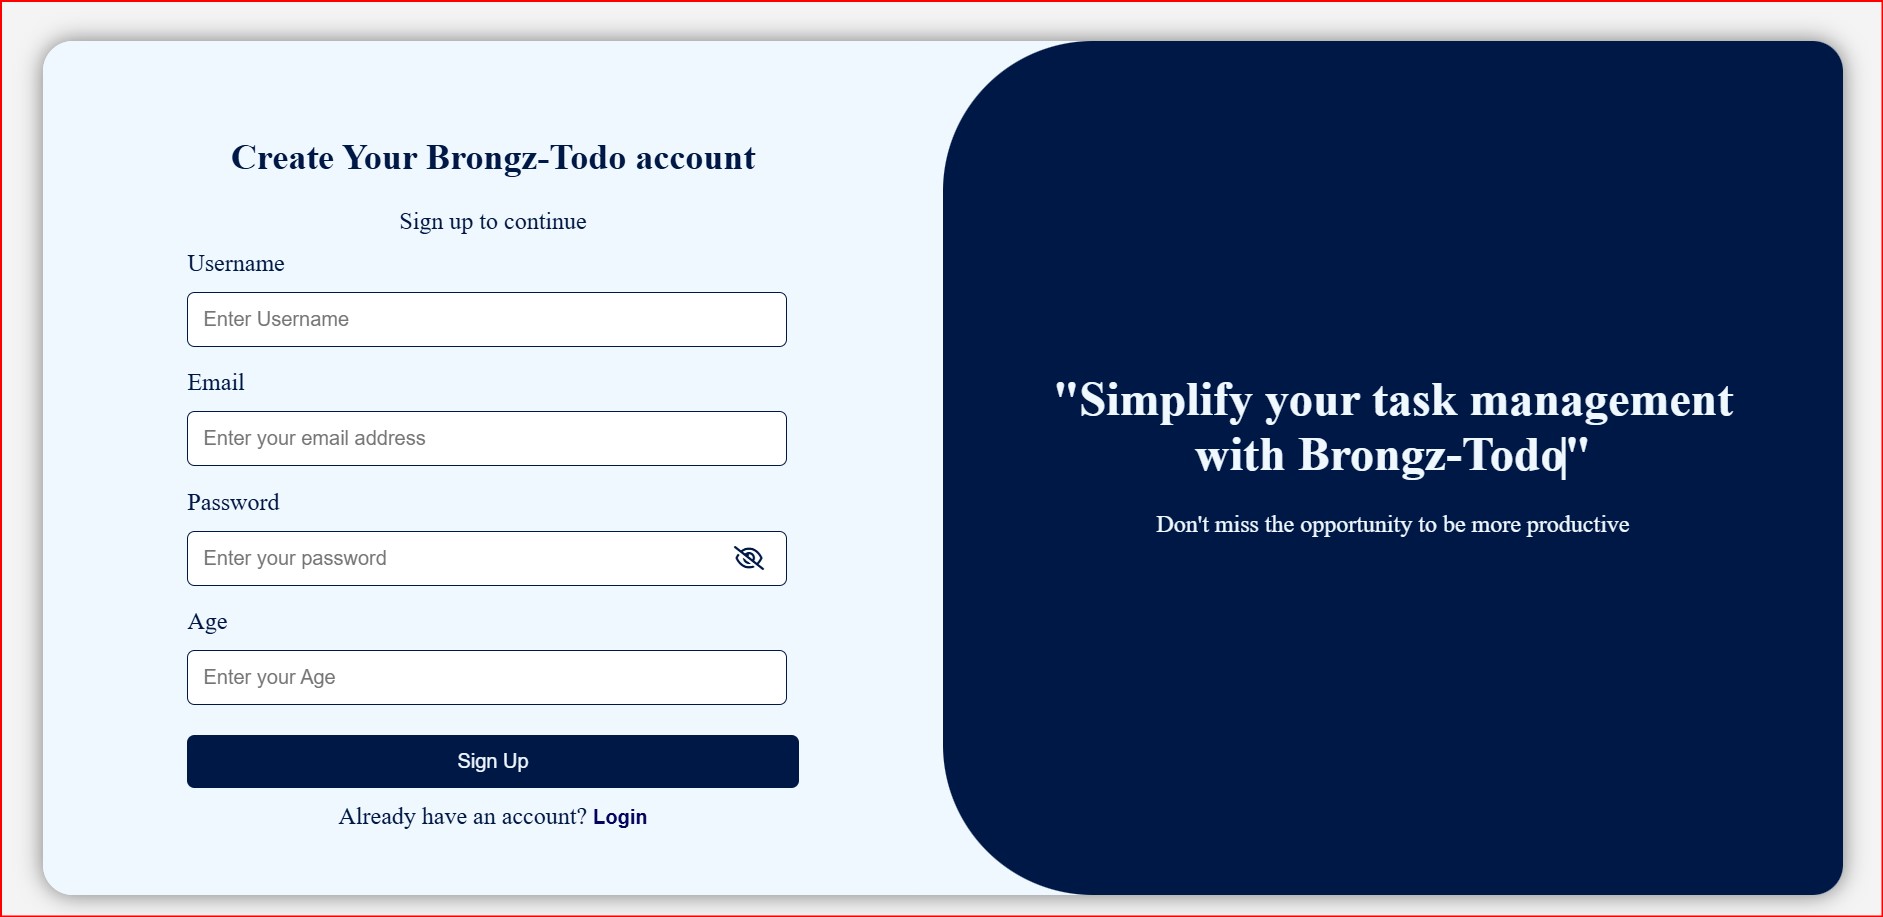 Create Your Brongz-Todo account
Sign up to continue
Username
Enter Username
Email
Enter your email address
Password
Enter your password
Age
Enter your Age
Sign Up
Already have an account? Login
"Simplify your task management
with Brongz-Todo|"
Don't miss the opportunity to be more productive